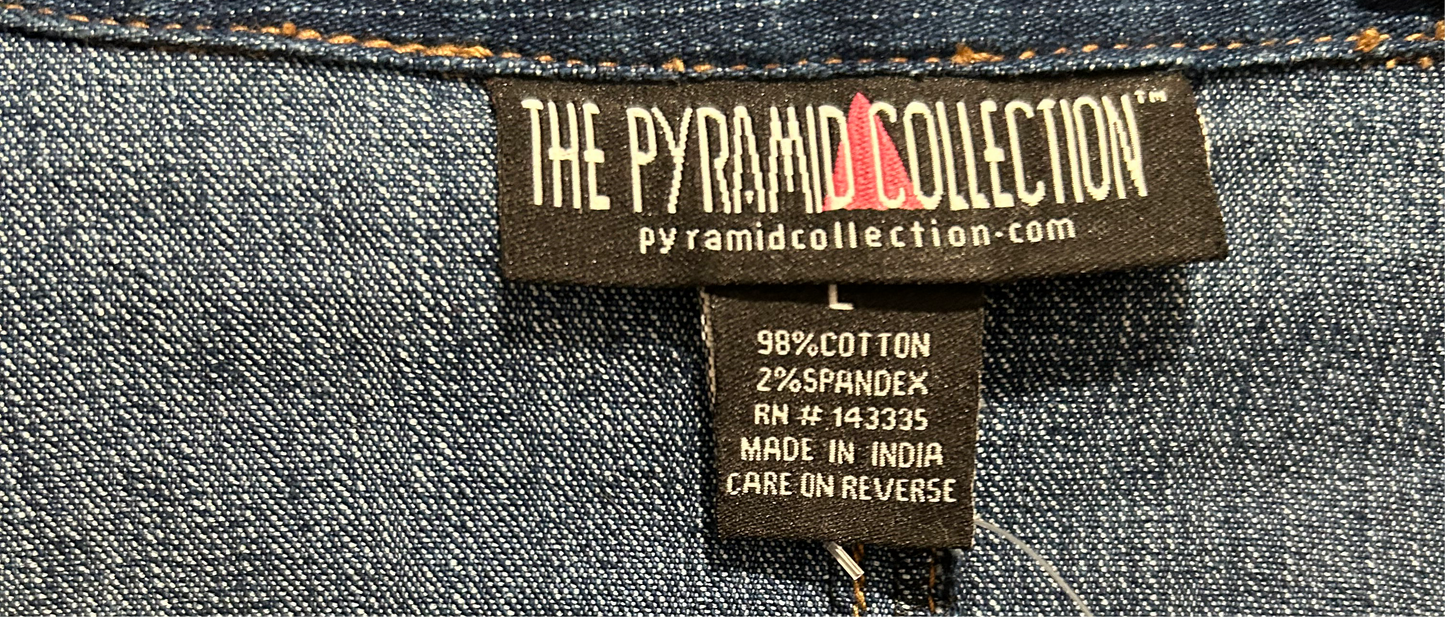 THE PYRAMID COLLECTION™
pyramidcollection.com
L
98%COTTON
2%SPANDEX
RN # 143335
MADE IN INDIA
CARE ON REVERSE